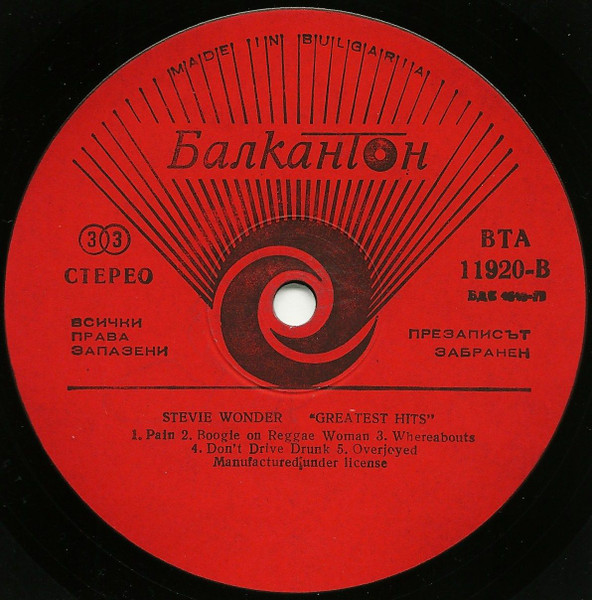 MADE IN BULGARIA
Балкантон
33
СТЕРЕО
ВТА
11920-В
ВСИЧКИ
ПРАВА
ЗАПАЗЕНИ
ПРЕЗАПИСЪТ
ЗАБРАНЕН
STEVIE WONDER "GREATEST HITS"
1. Pain 2. Boogie on Reggae Woman 3. Whereabouts
4. Don't Drive Drunk 5. Overjoyed
Manufactured under license